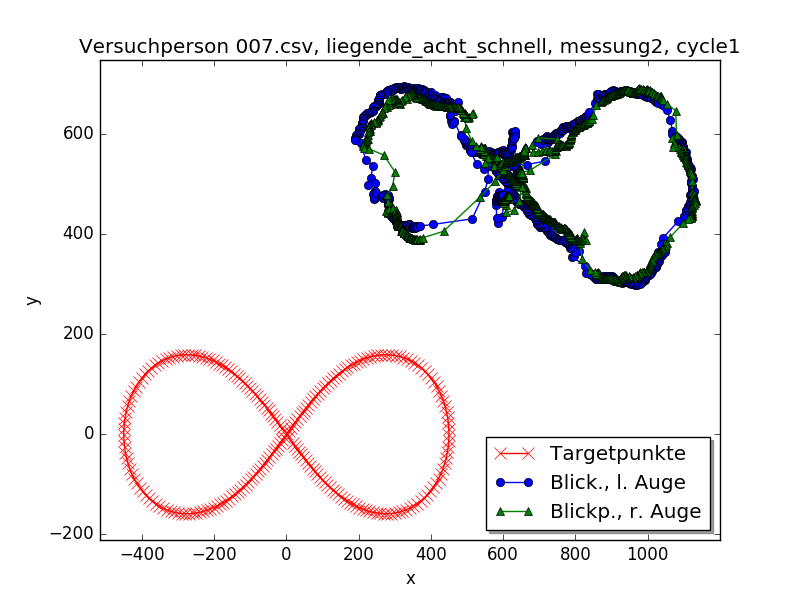 Versuchperson 007.csv, liegende_acht_schnell, messung2, cycle1
y
600
400
200
0
−200
−400
−200
0
200
400
600
800
1000
x
Targetpunkte
Blick., l. Auge
Blickp., r. Auge